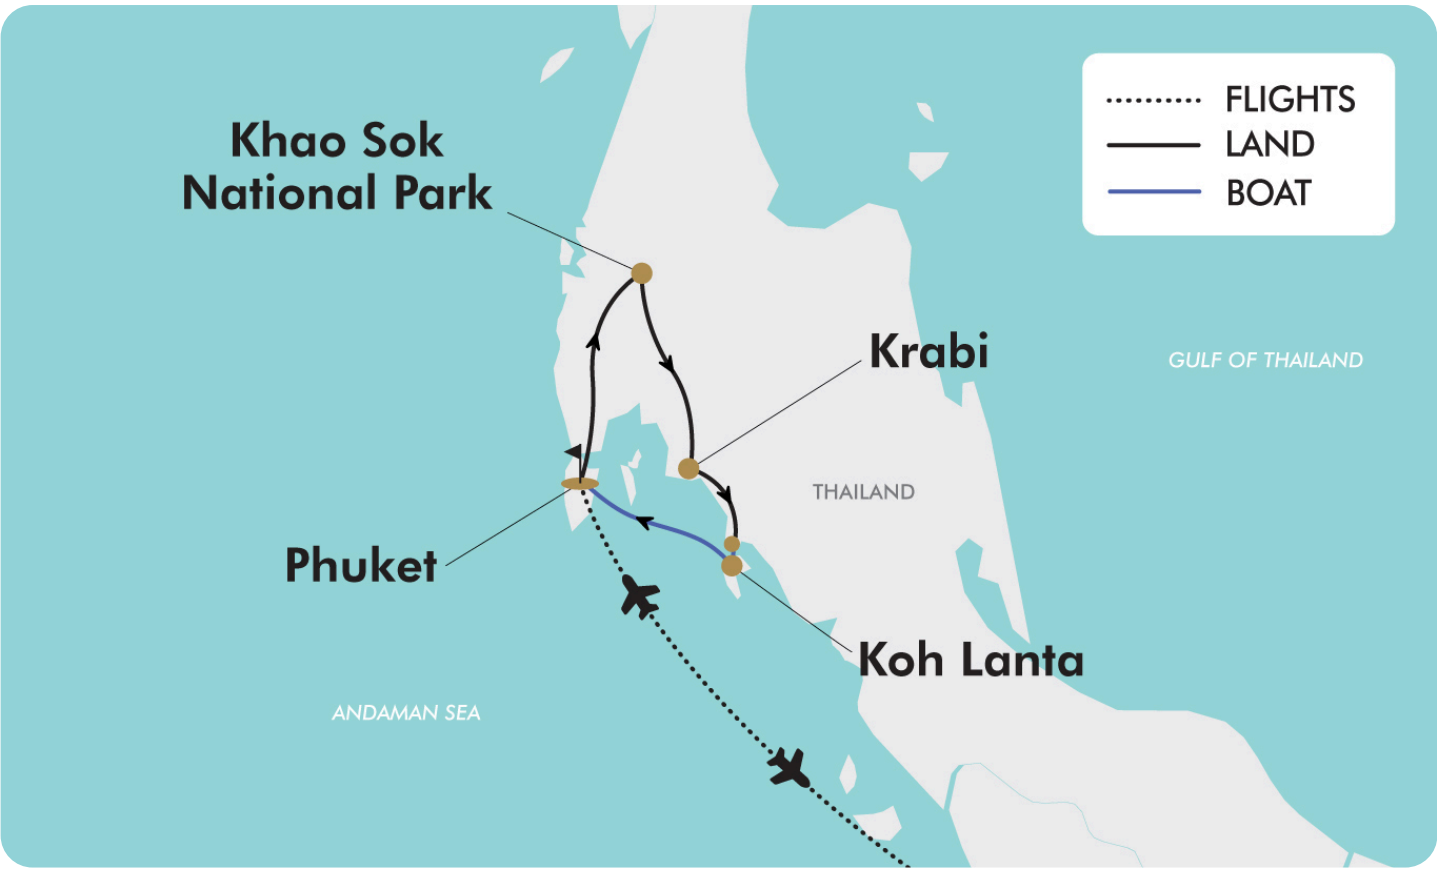 Khao Sok
National Park
FLIGHTS
LAND
BOAT
Krabi
GULF OF THAILAND
THAILAND
Phuket
Koh Lanta
ANDAMAN SEA